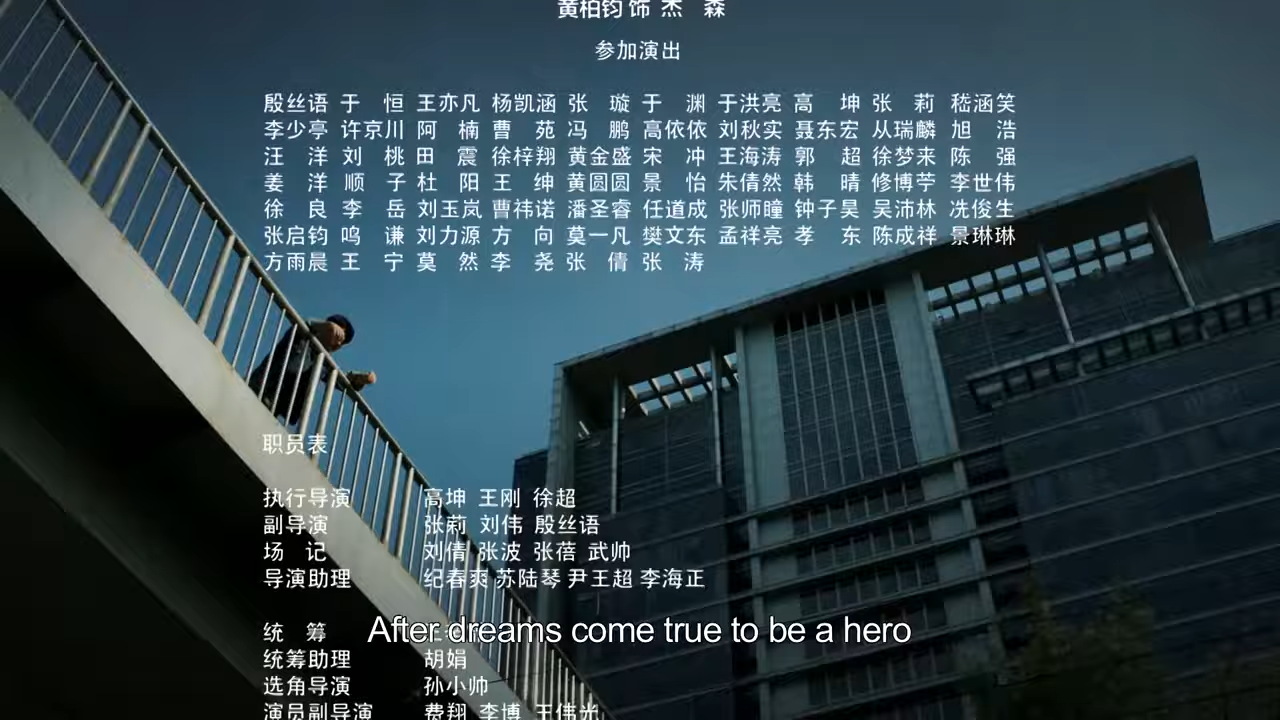 黄柏钧 饰 杰 森
参加演出
殷丝语 于 恒 王亦凡 杨凯涵 张 璇 于 渊 于洪亮 高 坤 张 莉 嵇涵笑
李少亭 许京川 阿 楠 曹 苑 冯 鹏 高依依 刘秋实 聂东宏 从瑞麟 旭 浩
汪 洋 刘 桃 田 震 徐梓翔 黄金盛 宋 冲 王海涛 郭 超 徐梦来 陈 强
姜 洋 顺 子 杜 阳 王 绅 黄圆圆 景 怡 朱倩然 韩 晴 修博苧 李世伟
徐 良 李 岳 刘玉岚 曹祎诺 潘圣睿 任道成 张师瞳 钟子昊 吴沛林 冼俊生
张启钧 鸣 谦 刘力源 方 向 莫一凡 樊文东 孟祥亮 孝 东 陈成祥 景琳琳
方雨晨 王 宁 莫 然 李 尧 张 倩 张 涛
职员表
执行导演 高坤 王刚 徐超
副导演 张莉 刘伟 殷丝语
场 记 刘倩 张波 张蓓 武帅
导演助理 纪春爽 苏陆琴 尹王超 李海正
统 筹
After dreams come true to be a hero
统筹助理 胡娟
选角导演 孙小帅
演员副导演 费翔 李博 王伟光